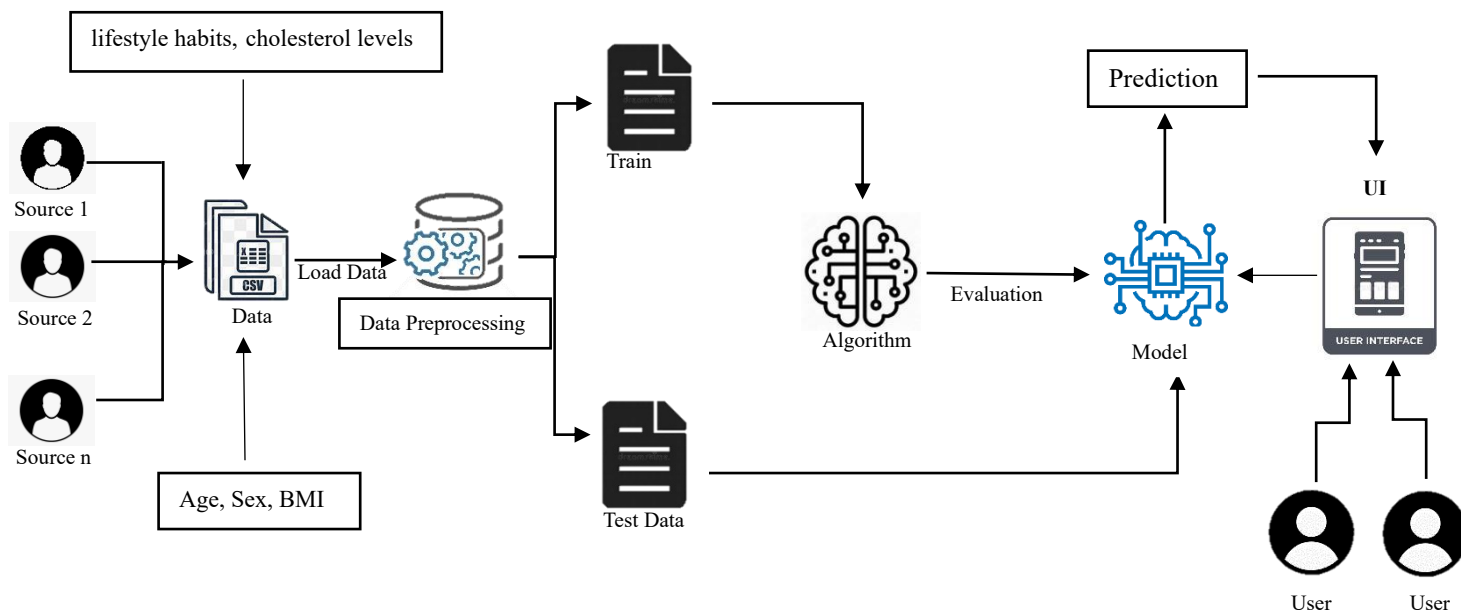 lifestyle habits, cholesterol levels
Prediction
Train
Source 1
UI
CSV
Load Data
Source 2
Data
Evaluation
Data Preprocessing
Algorithm
Model
USER INTERFACE
Source n
Age, Sex, BMI
Test Data
User
User